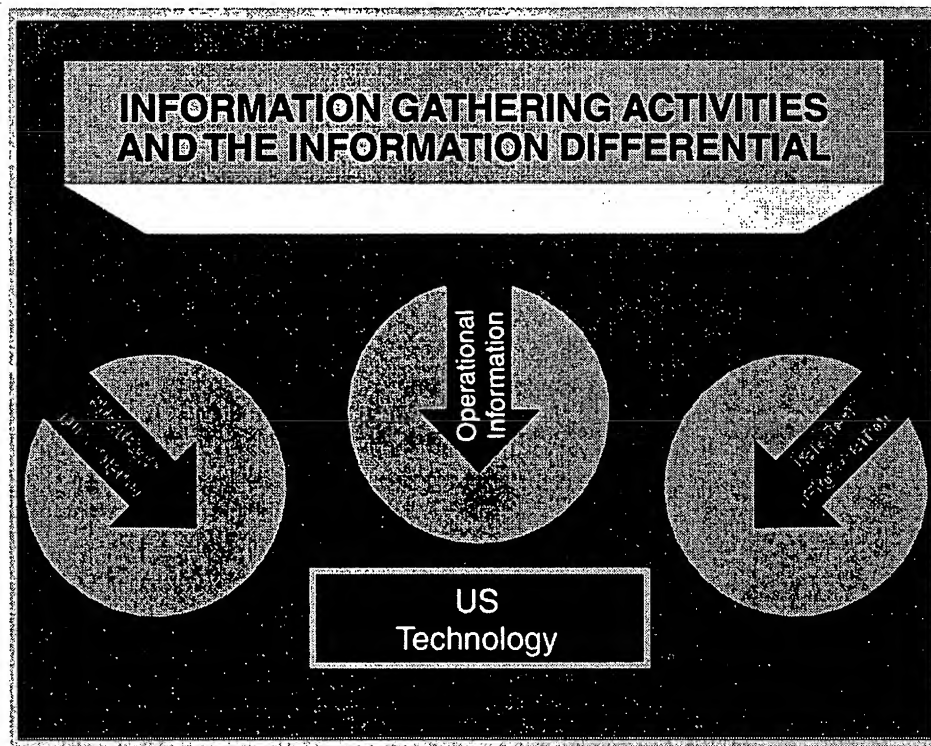 INFORMATION GATHERING ACTIVITIES
AND THE INFORMATION DIFFERENTIAL
Operational
Information
US
Technology